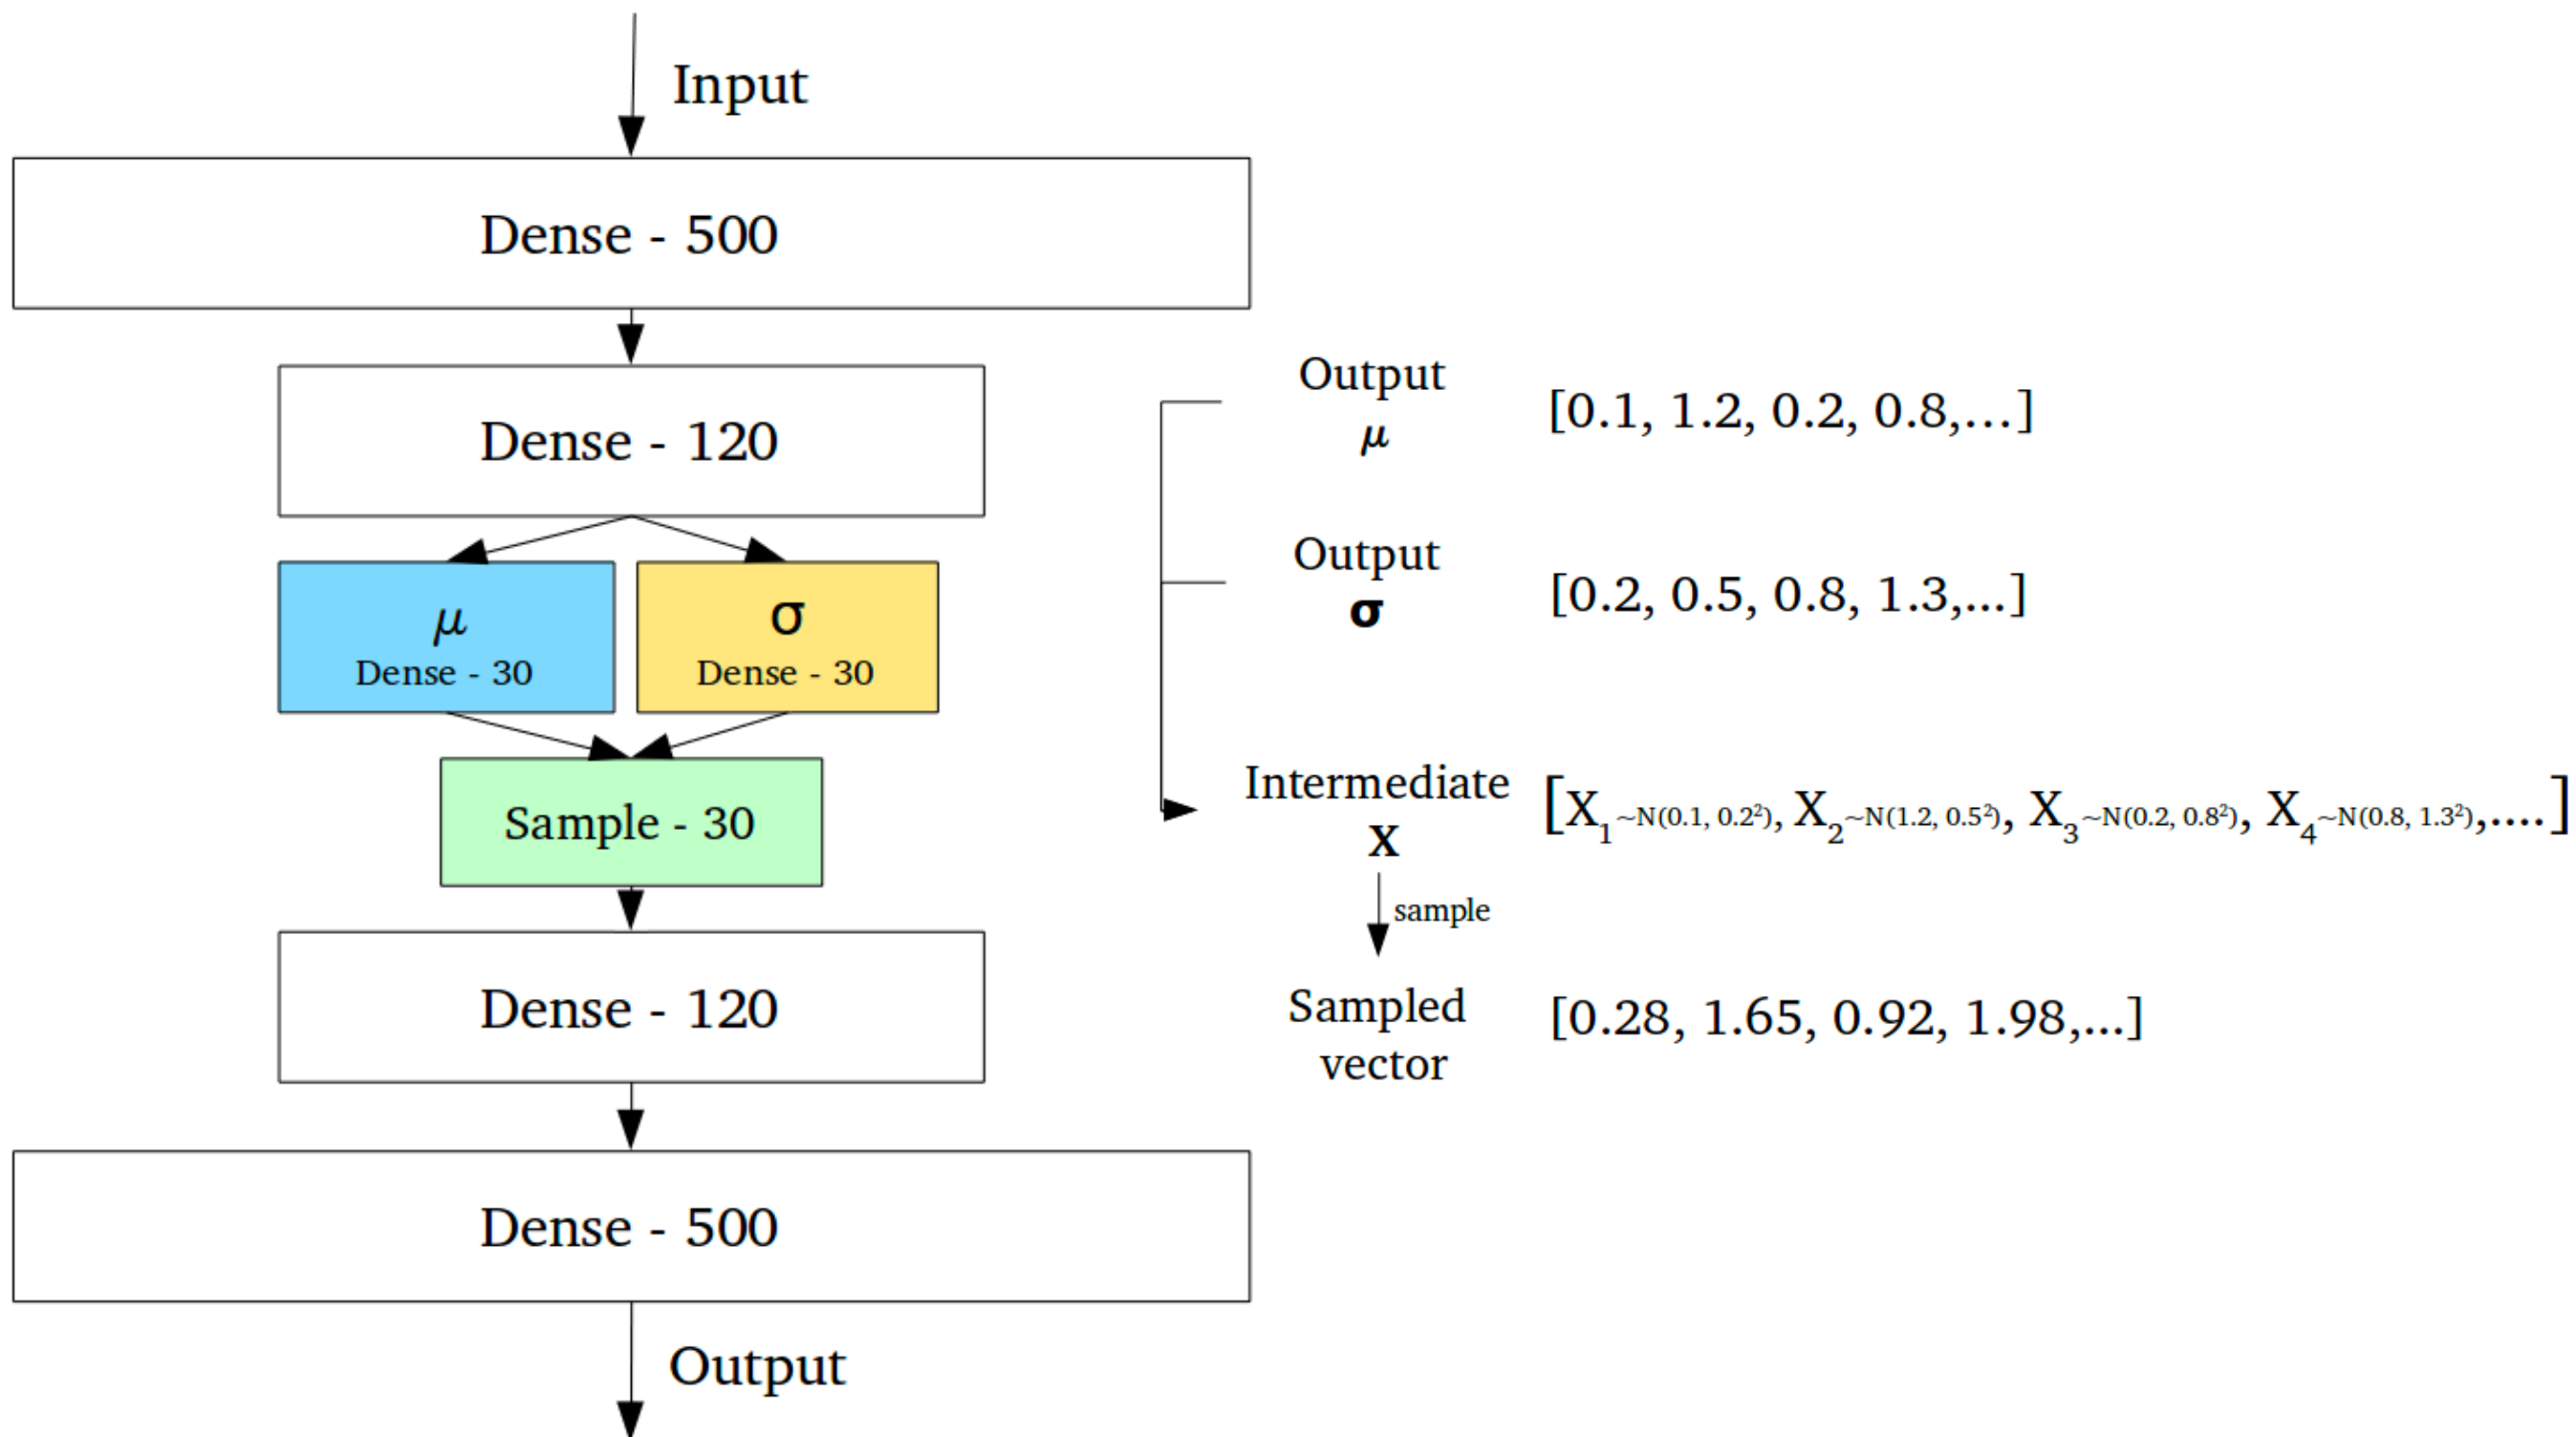 Input
Dense - 500
Dense - 120
μ
Dense - 30
σ
Dense - 30
Sample - 30
Dense - 120
Dense - 500
Output
Output
μ
[0.1, 1.2, 0.2, 0.8,…]
Output
σ
[0.2, 0.5, 0.8, 1.3,...]
Intermediate
X
[X₁~N(0.1, 0.2²), X₂~N(1.2, 0.5²), X₃~N(0.2, 0.8²), X₄~N(0.8, 1.3²),....]
sample
Sampled
vector
[0.28, 1.65, 0.92, 1.98,...]